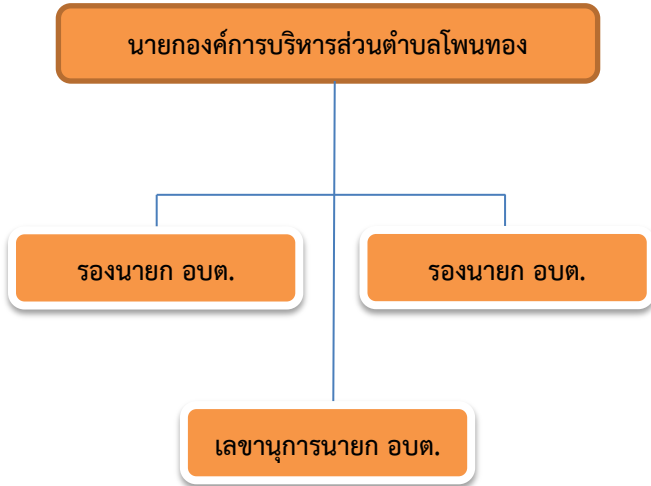 นายกองค์การบริหารส่วนตำบลโพนทอง
รองนายก อบต.
รองนายก อบต.
เลขานุการนายก อบต.